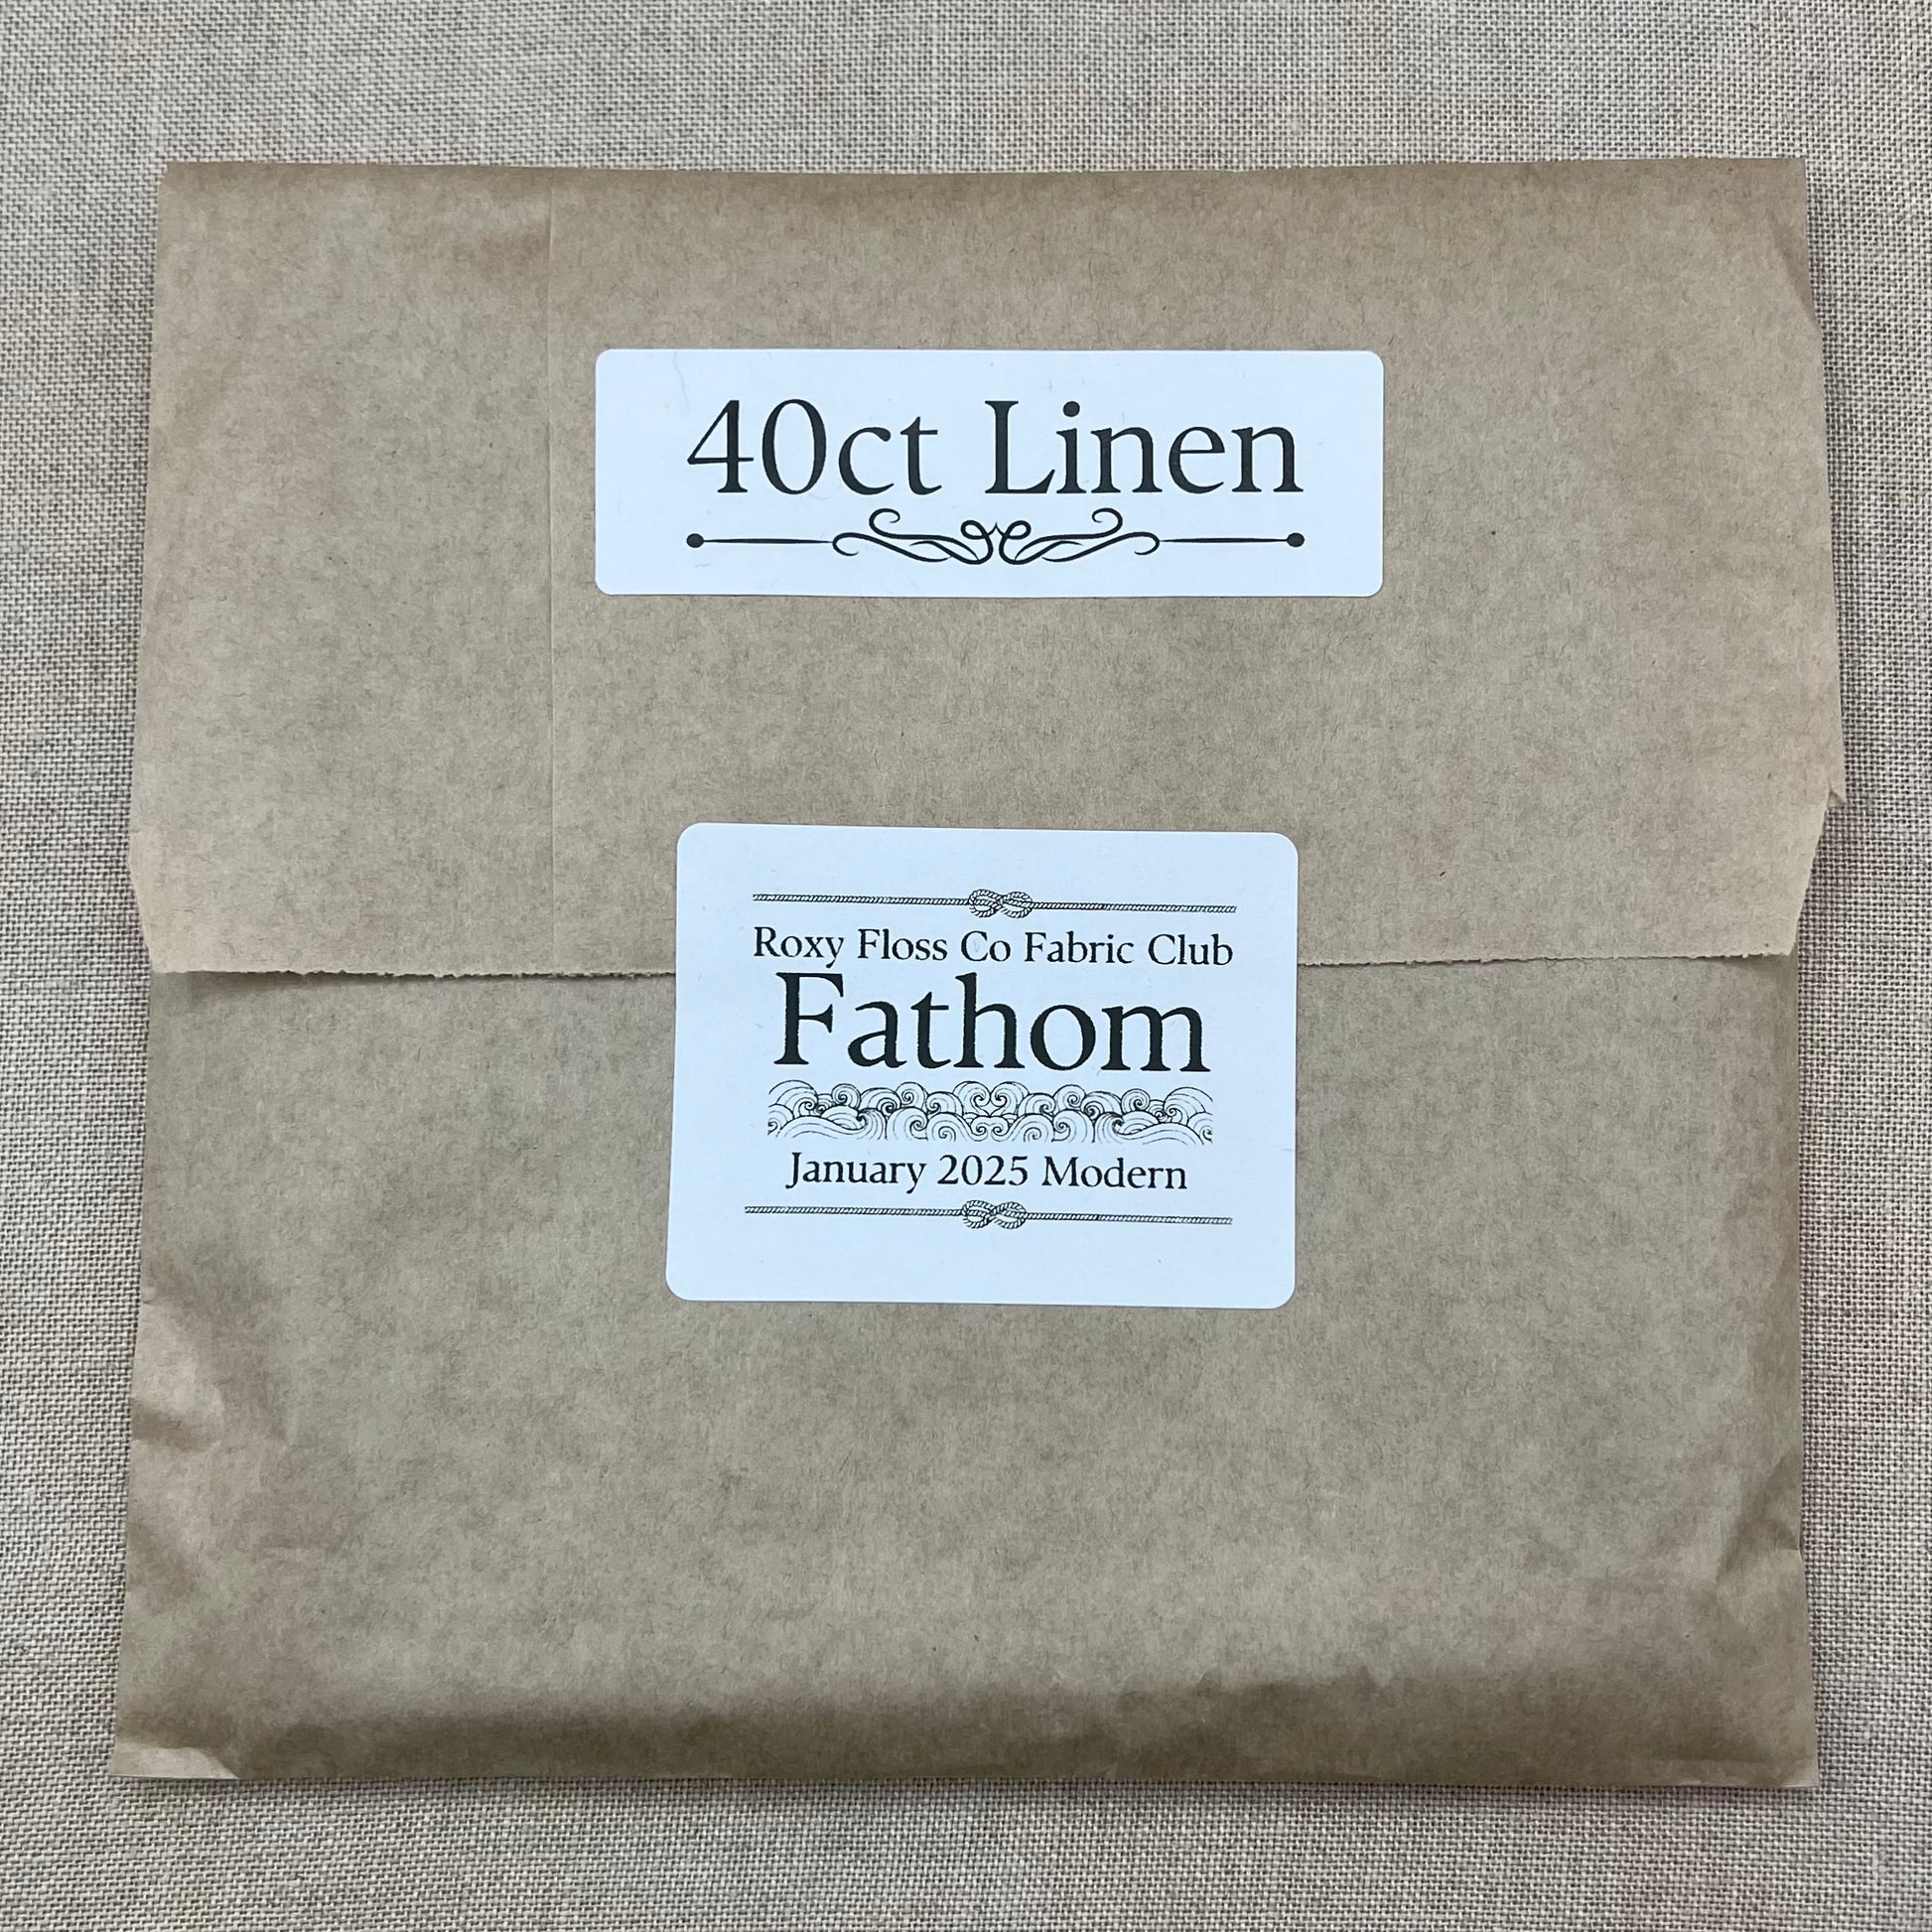 40ct Linen
Roxy Floss Co Fabric Club
Fathom
January 2025 Modern